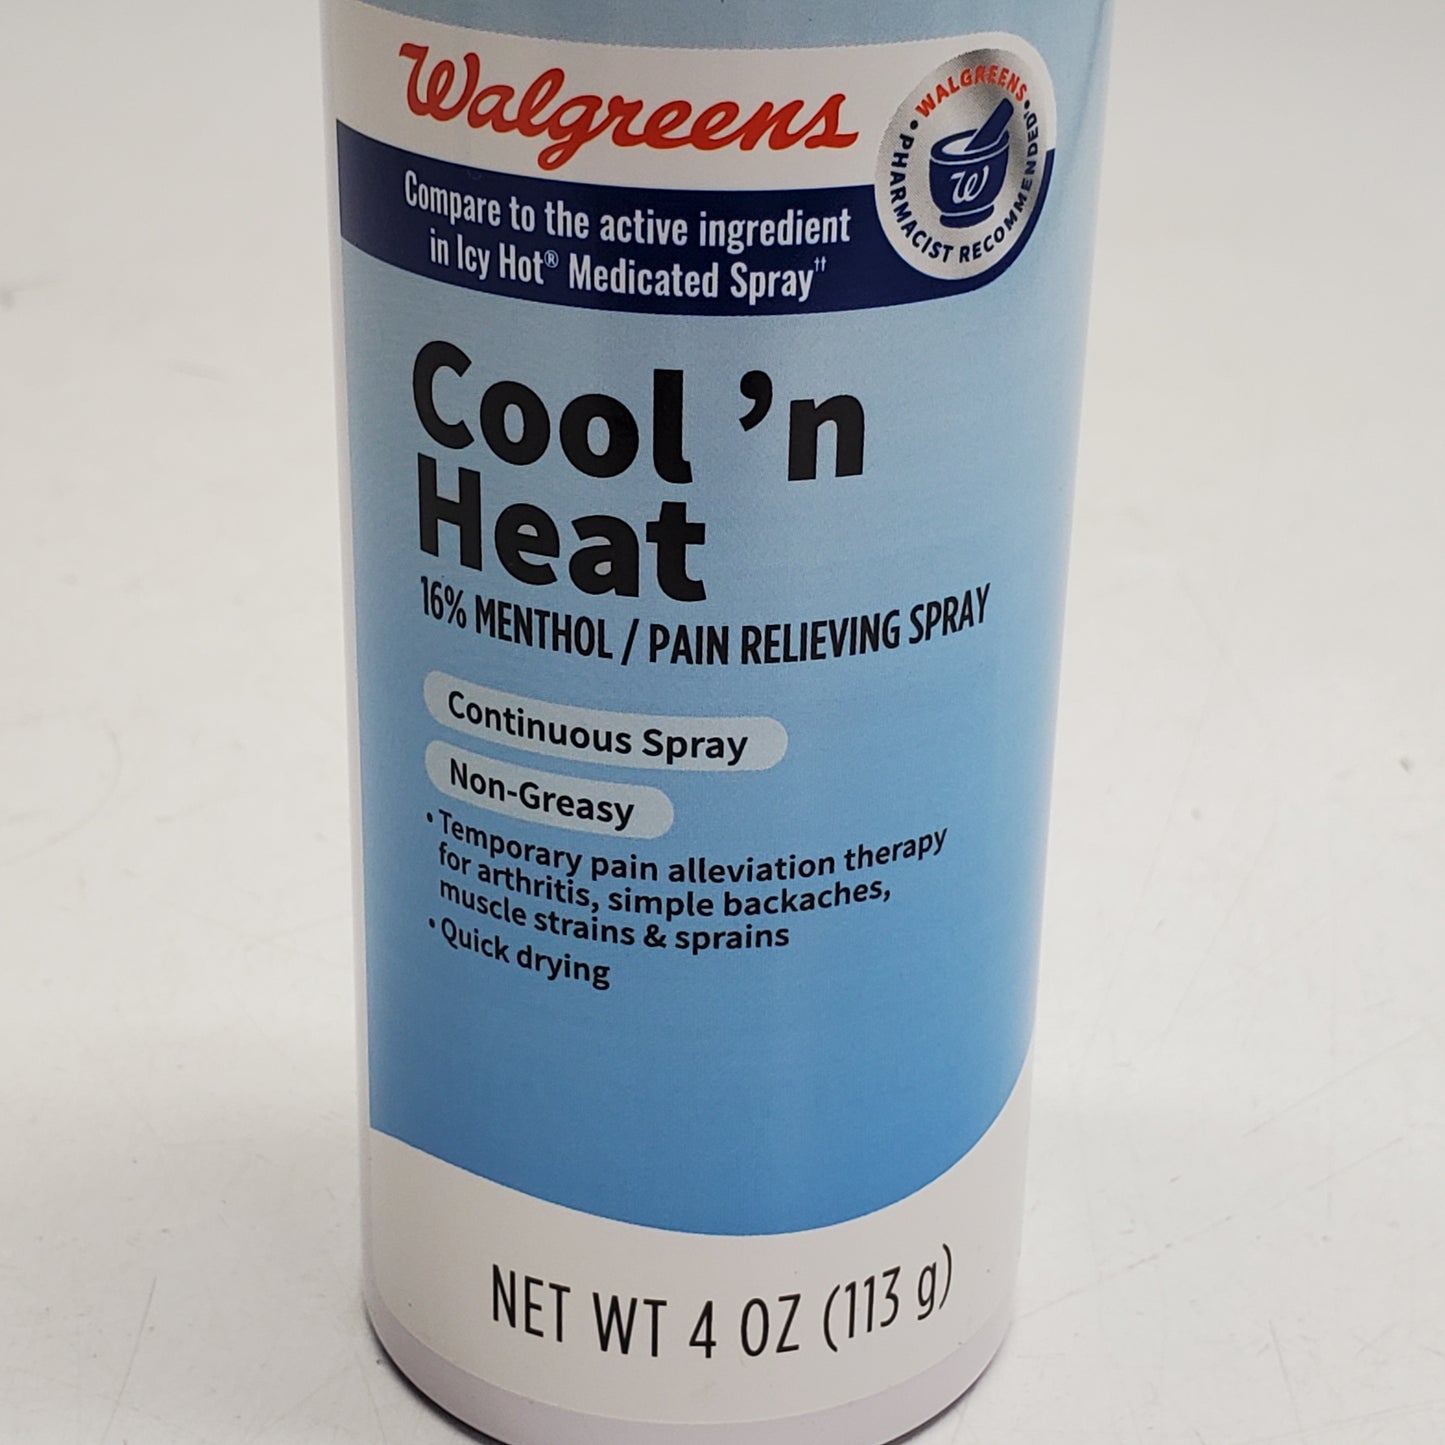 Walgreens
WALGREENS
• PHARMACIST RECOMMENDED† •
W
Compare to the active ingredient
in Icy Hot® Medicated Spray††
Cool ’n
Heat
16% MENTHOL / PAIN RELIEVING SPRAY
Continuous Spray
Non-Greasy
• Temporary pain alleviation therapy
for arthritis, simple backaches,
muscle strains & sprains
• Quick drying
NET WT 4 OZ (113 g)